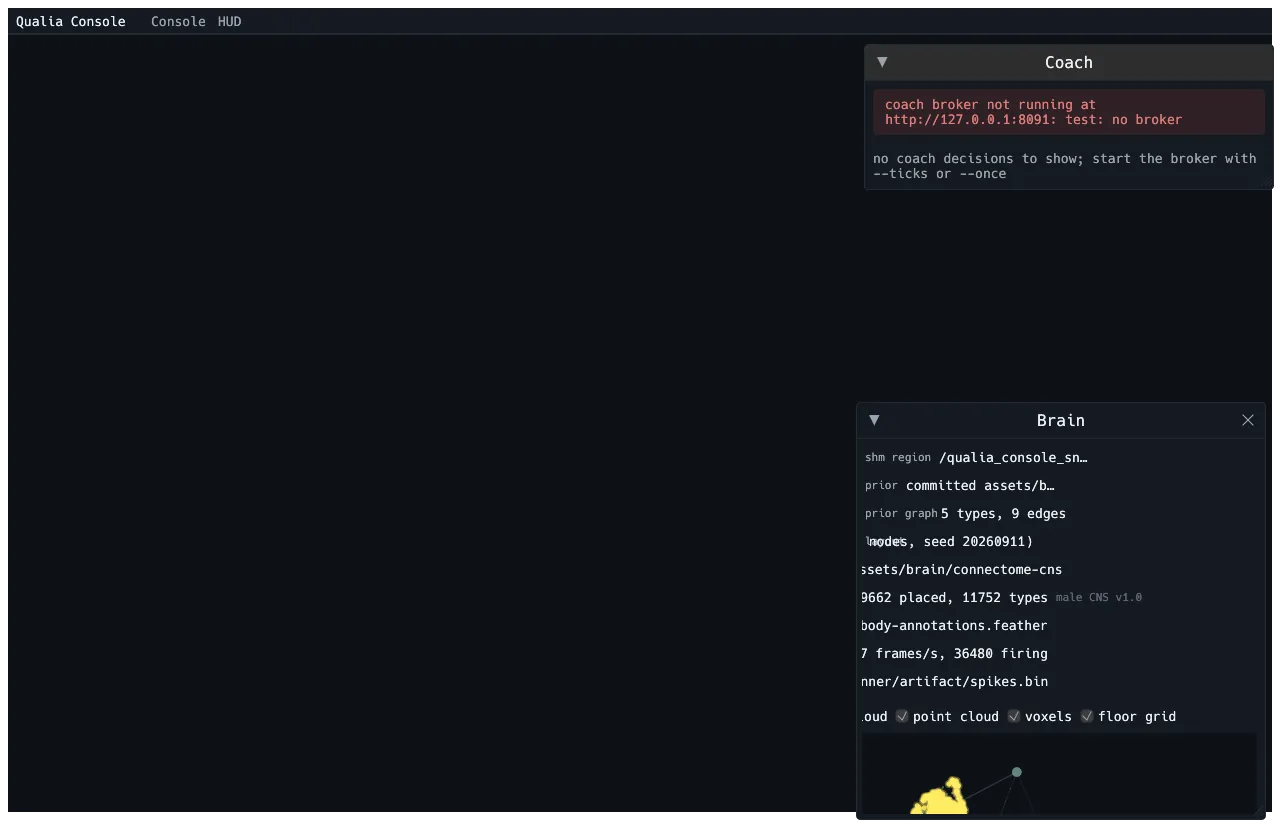 Qualia Console Console HUD
▼ Coach
coach broker not running at
http://127.0.0.1:8091: test: no broker
no coach decisions to show; start the broker with
--ticks or --once
▼ Brain
shm region /qualia_console_sn…
prior committed assets/b…
prior graph 5 types, 9 edges
nodes, seed 20260911)
ssets/brain/connectome-cns
9662 placed, 11752 types male CNS v1.0
body-annotations.feather
7 frames/s, 36480 firing
nner/artifact/spikes.bin
loud point cloud voxels floor grid